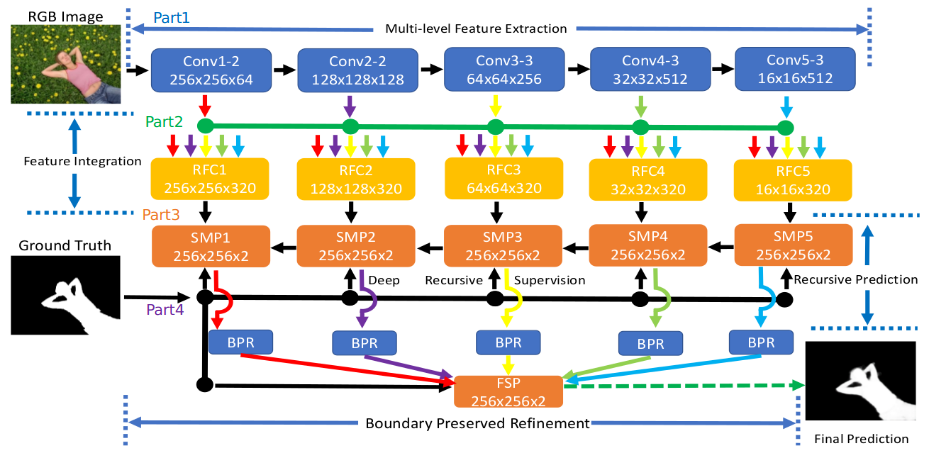 RGB Image
Part1
Multi-level Feature Extraction
Conv1-2
256x256x64
Conv2-2
128x128x128
Conv3-3
64x64x256
Conv4-3
32x32x512
Conv5-3
16x16x512
Part2
Feature Integration
RFC1
256x256x320
RFC2
128x128x320
RFC3
64x64x320
RFC4
32x32x320
RFC5
16x16x320
Part3
Ground Truth
SMP1
256x256x2
SMP2
256x256x2
SMP3
256x256x2
SMP4
256x256x2
SMP5
256x256x2
Deep
Recursive
Supervision
Recursive Prediction
Part4
BPR
BPR
BPR
BPR
BPR
FSP
256x256x2
Boundary Preserved Refinement
Final Prediction